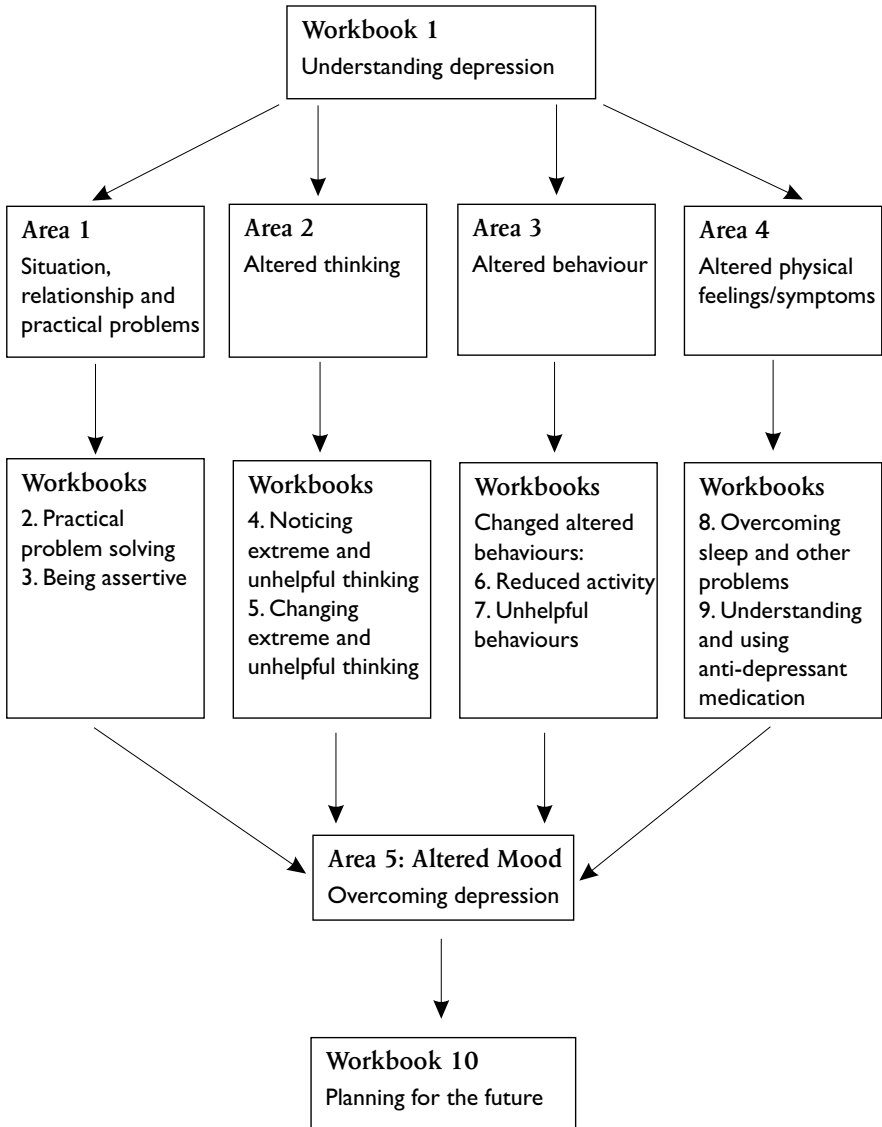 Workbook 1
Understanding depression
Area 1
Situation,
relationship and
practical problems
Area 2
Altered thinking
Area 3
Altered behaviour
Area 4
Altered physical
feelings/symptoms
Workbooks
2. Practical
problem solving
3. Being assertive
Workbooks
4. Noticing
extreme and
unhelpful thinking
5. Changing
extreme and
unhelpful thinking
Workbooks
Changed altered
behaviours:
6. Reduced activity
7. Unhelpful
behaviours
Workbooks
8. Overcoming
sleep and other
problems
9. Understanding
and using
anti-depressant
medication
Area 5: Altered Mood
Overcoming depression
Workbook 10
Planning for the future